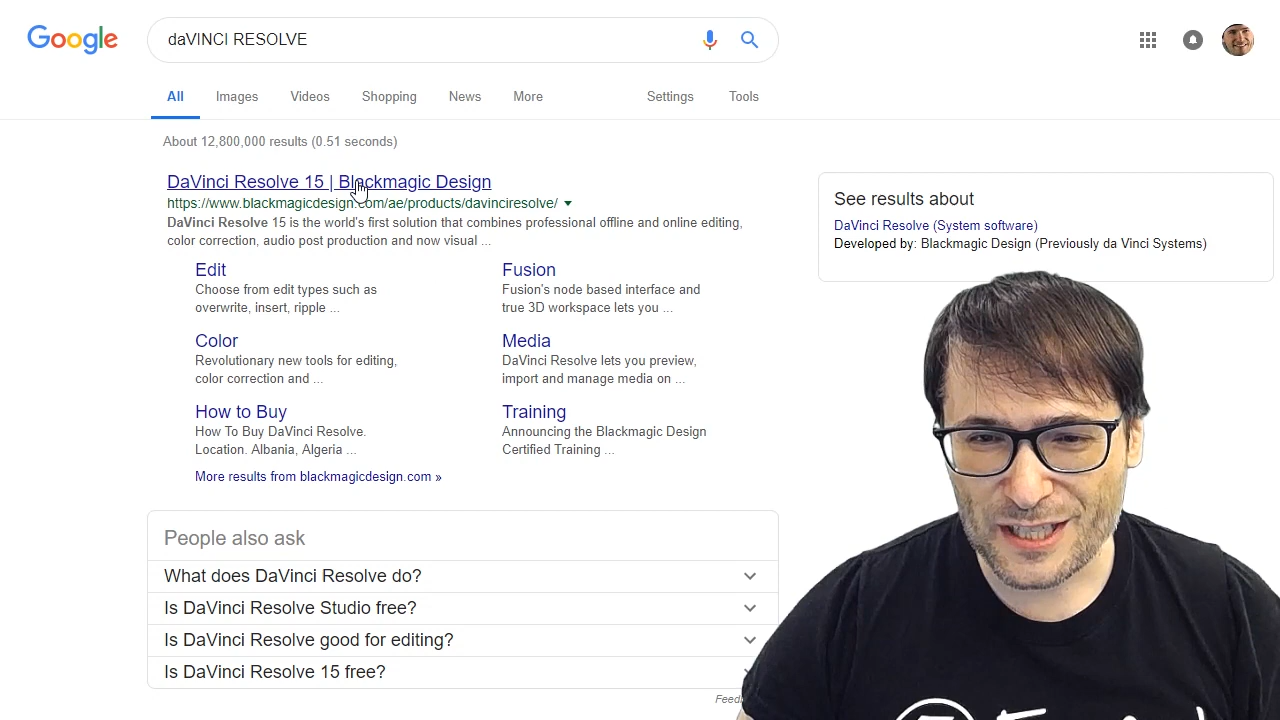 Google
daVINCI RESOLVE
All Images Videos Shopping News More Settings Tools
About 12,800,000 results (0.51 seconds)
DaVinci Resolve 15 | Blackmagic Design
https://www.blackmagicdesign.com/ae/products/davinciresolve/
DaVinci Resolve 15 is the world's first solution that combines professional offline and online editing,
color correction, audio post production and now visual ...
Edit
Choose from edit types such as
overwrite, insert, ripple ...
Fusion
Fusion's node based interface and
true 3D workspace lets you ...
Color
Revolutionary new tools for editing,
color correction and ...
Media
DaVinci Resolve lets you preview,
import and manage media on ...
How to Buy
How To Buy DaVinci Resolve.
Location. Albania, Algeria ...
Training
Announcing the Blackmagic Design
Certified Training ...
More results from blackmagicdesign.com »
People also ask
What does DaVinci Resolve do?
Is DaVinci Resolve Studio free?
Is DaVinci Resolve good for editing?
Is DaVinci Resolve 15 free?
See results about
DaVinci Resolve (System software)
Developed by: Blackmagic Design (Previously da Vinci Systems)